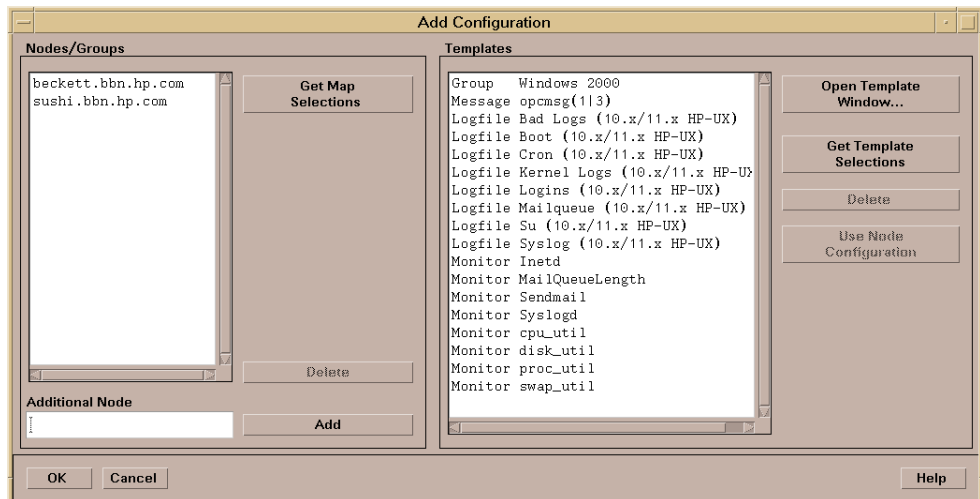 Add Configuration
Nodes/Groups
beckett.bbn.hp.com
sushi.bbn.hp.com
Get Map
Selections
Delete
Additional Node
Add
Templates
Group Windows 2000
Message opcmsg(1|3)
Logfile Bad Logs (10.x/11.x HP-UX)
Logfile Boot (10.x/11.x HP-UX)
Logfile Cron (10.x/11.x HP-UX)
Logfile Kernel Logs (10.x/11.x HP-UX
Logfile Logins (10.x/11.x HP-UX)
Logfile Mailqueue (10.x/11.x HP-UX)
Logfile Su (10.x/11.x HP-UX)
Logfile Syslog (10.x/11.x HP-UX)
Monitor Inetd
Monitor MailQueueLength
Monitor Sendmail
Monitor Syslogd
Monitor cpu_util
Monitor disk_util
Monitor proc_util
Monitor swap_util
Open Template
Window...
Get Template
Selections
Delete
Use Node
Configuration
OK
Cancel
Help